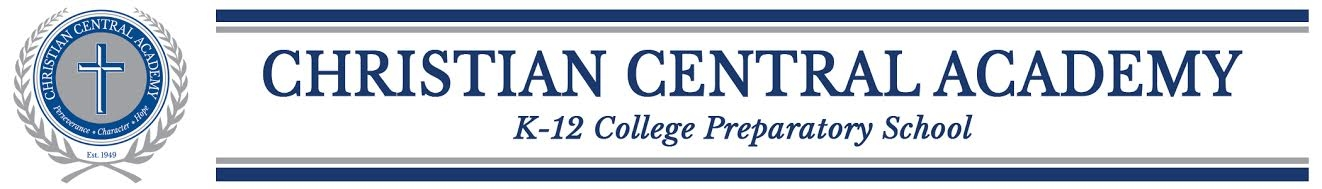 CHRISTIAN CENTRAL ACADEMY
Perseverance • Character • Hope
Est. 1949
CHRISTIAN CENTRAL ACADEMY
K-12 College Preparatory School